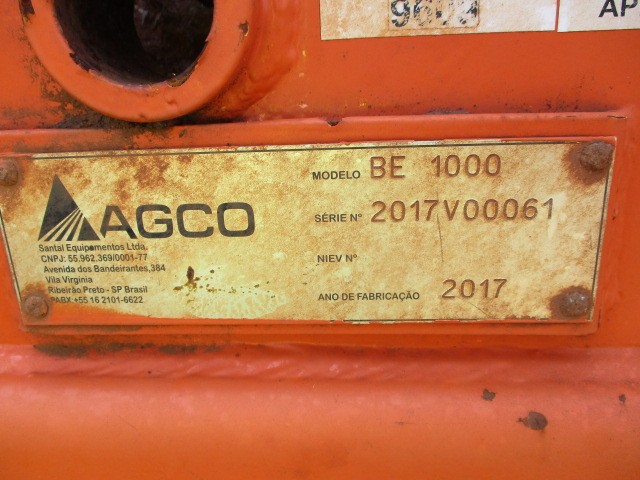 AP
MODELO BE 1000
AGCO
SÉRIE Nº 2017V00061
Santal Equipamentos Ltda.
CNPJ: 55.962.369/0001-77
Avenida dos Bandeirantes,384
Vila Virginia
Ribeirão Preto - SP Brasil
PABX:+55 16 2101-6622
NIEV Nº
ANO DE FABRICAÇÃO 2017